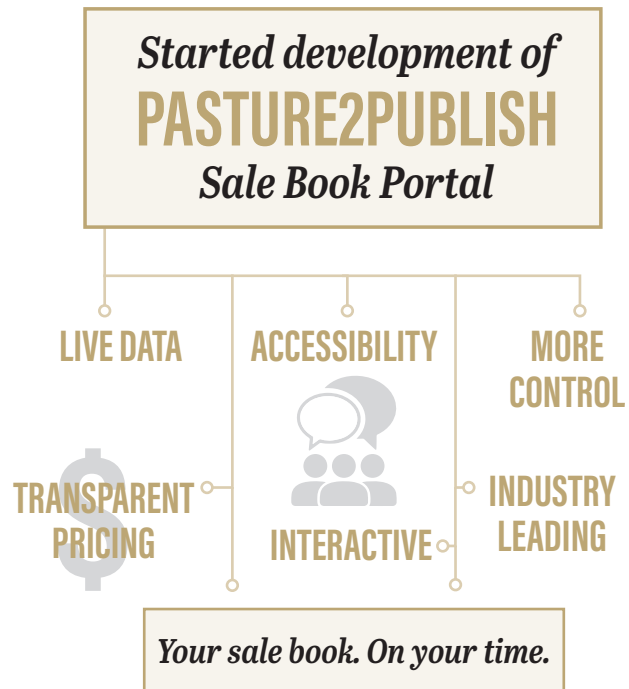 Started development of
PASTURE2PUBLISH
Sale Book Portal
LIVE DATA
ACCESSIBILITY
MORE
CONTROL
TRANSPARENT
PRICING
INTERACTIVE
INDUSTRY
LEADING
Your sale book. On your time.